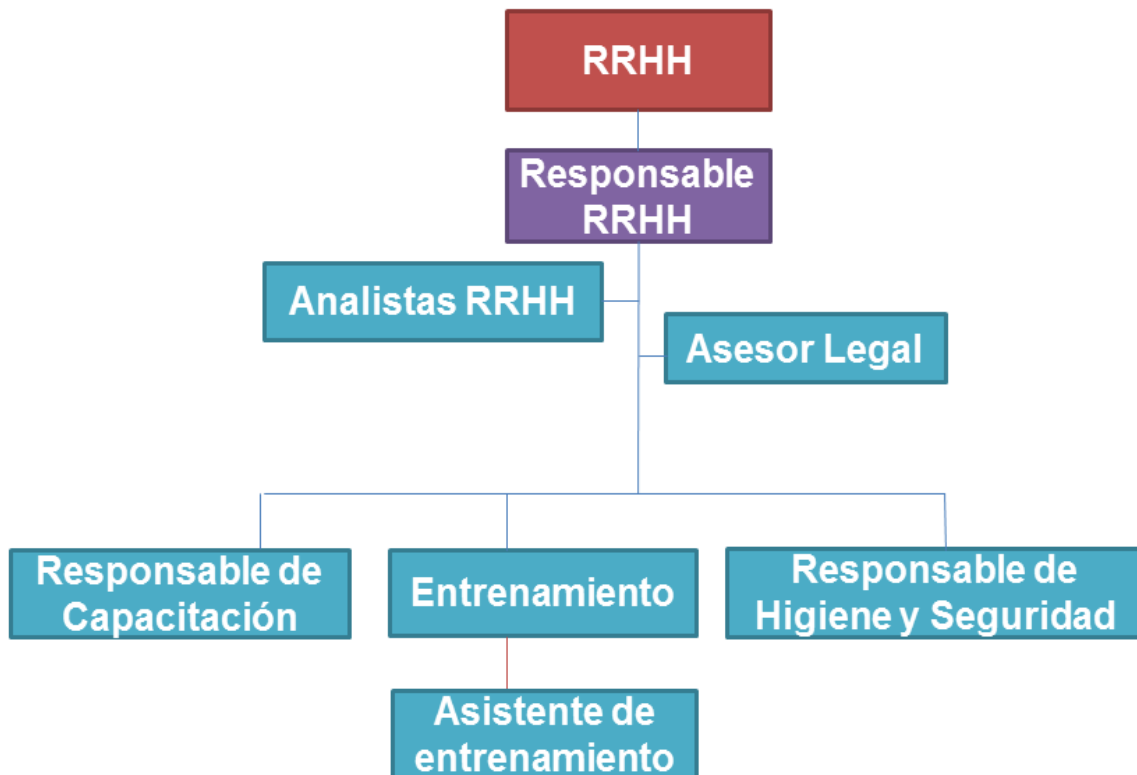 RRHH
Responsable
RRHH
Analistas RRHH
Asesor Legal
Responsable de
Capacitación
Entrenamiento
Responsable de
Higiene y Seguridad
Asistente de
entrenamiento